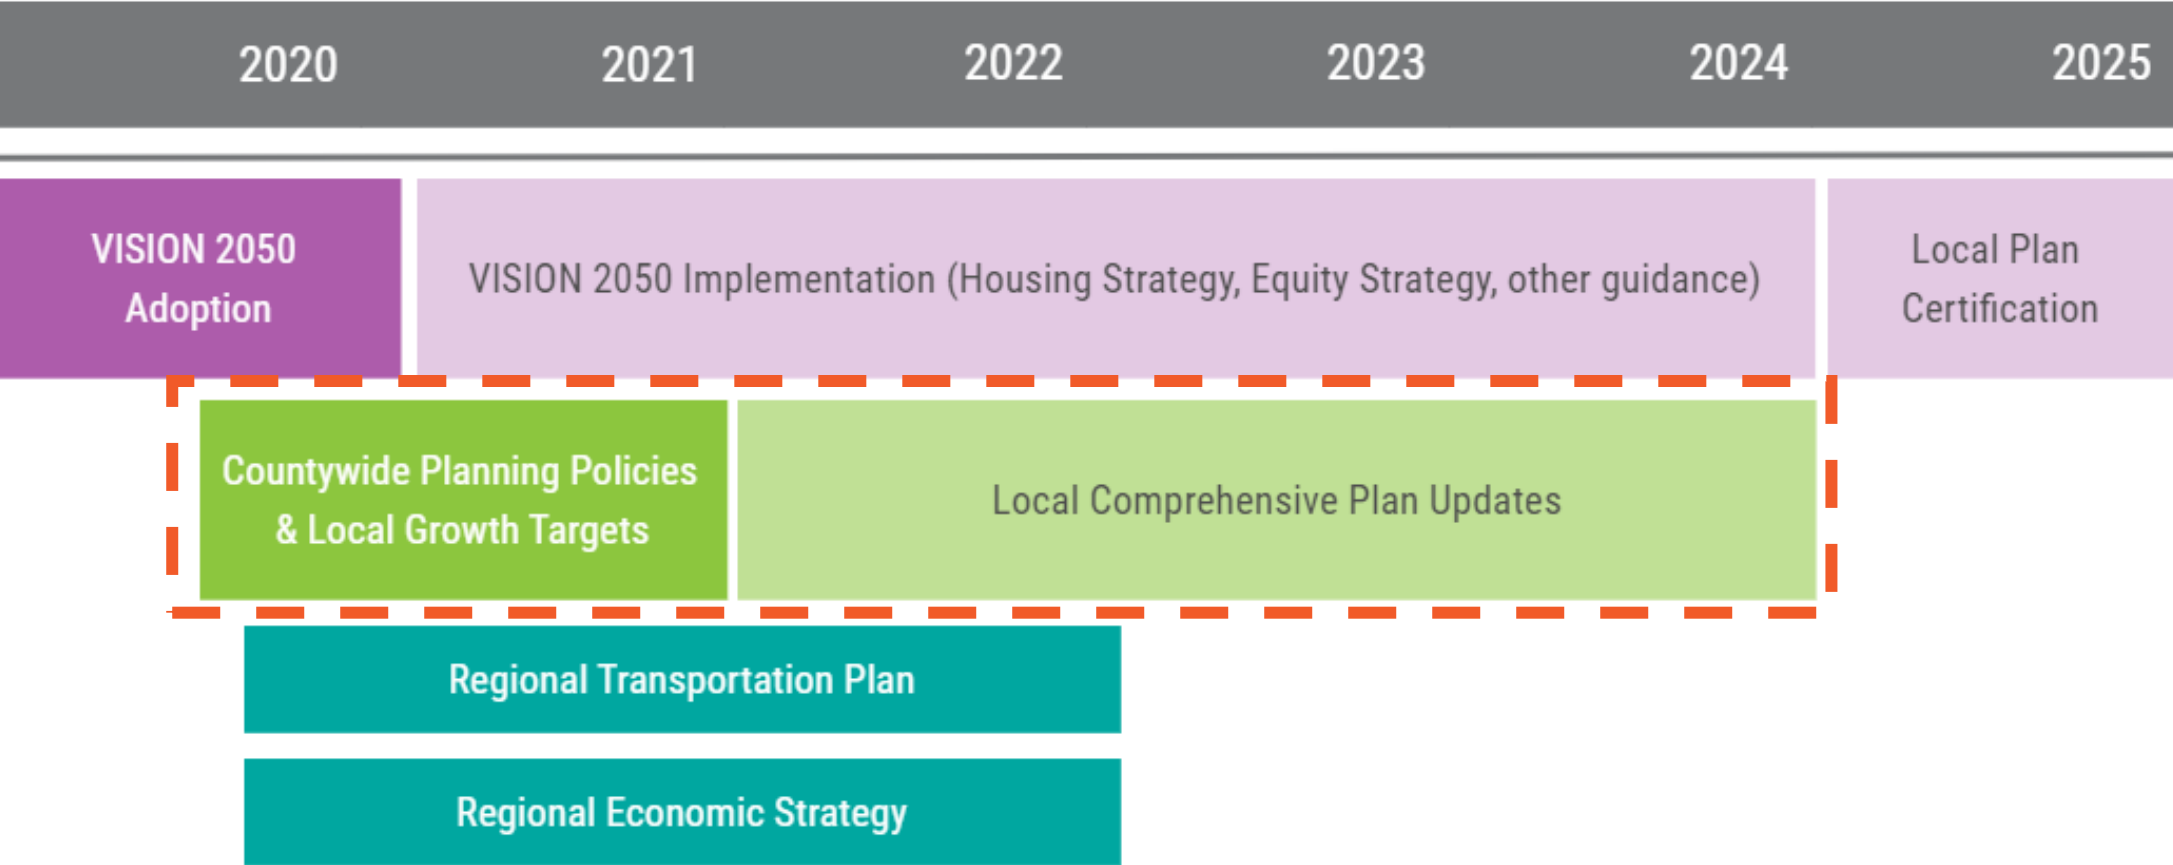 2020 2021 2022 2023 2024 2025
VISION 2050
Adoption
VISION 2050 Implementation (Housing Strategy, Equity Strategy, other guidance)
Local Plan
Certification
Countywide Planning Policies
& Local Growth Targets
Local Comprehensive Plan Updates
Regional Transportation Plan
Regional Economic Strategy